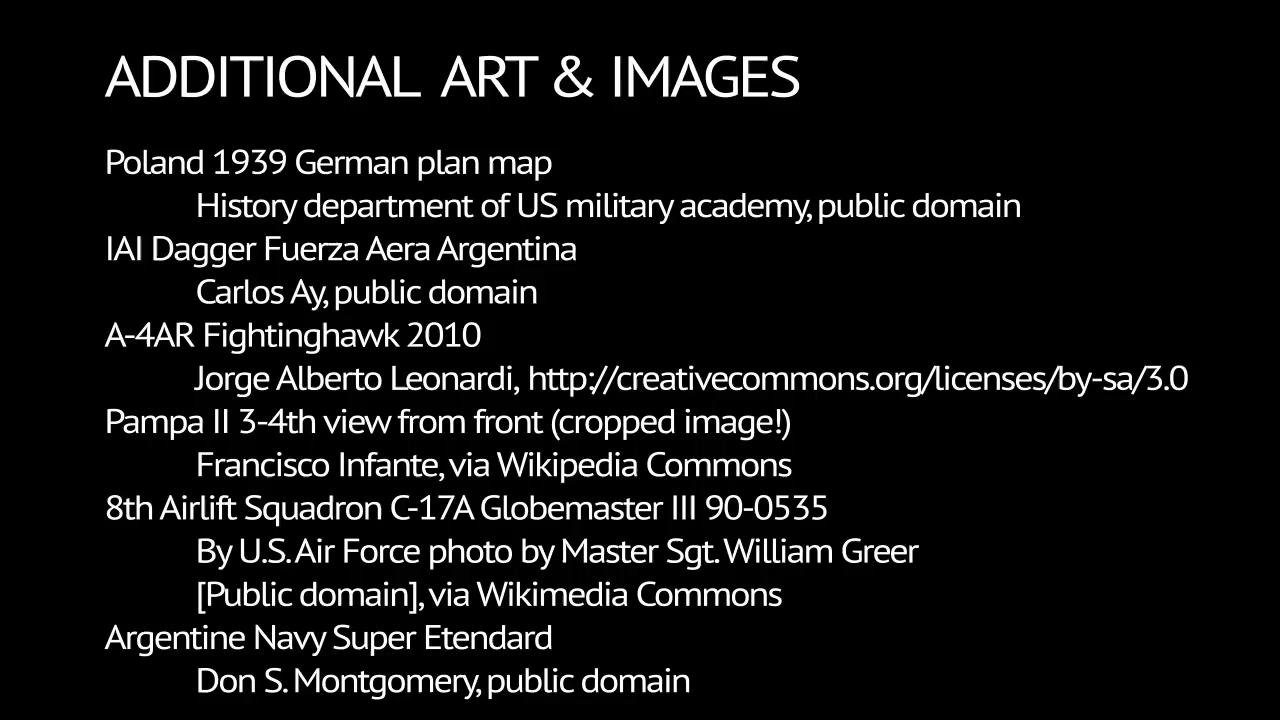 ADDITIONAL ART & IMAGES
Poland 1939 German plan map
History department of US military academy, public domain
IAI Dagger Fuerza Aera Argentina
Carlos Ay, public domain
A-4AR Fightinghawk 2010
Jorge Alberto Leonardi, http://creativecommons.org/licenses/by-sa/3.0
Pampa II 3-4th view from front (cropped image!)
Francisco Infante, via Wikipedia Commons
8th Airlift Squadron C-17A Globemaster III 90-0535
By U.S. Air Force photo by Master Sgt. William Greer
[Public domain], via Wikimedia Commons
Argentine Navy Super Etendard
Don S. Montgomery, public domain